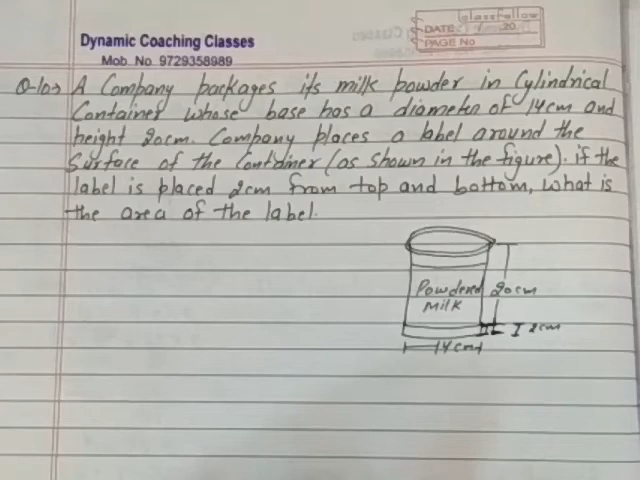 glassfellow
DATE: / / 20
PAGE No
Dynamic Coaching Classes
Mob. No. 9729358989
Q-10→ A Company packages its milk powder in Cylindrical
Container whose base has a diameter of 14cm and
height 20cm. Company places a label around the
Surface of the Container (as shown in the figure). if the
label is placed 2cm from top and bottom, what is
the area of the label.
Powdered
milk
20cm
2cm
14cm